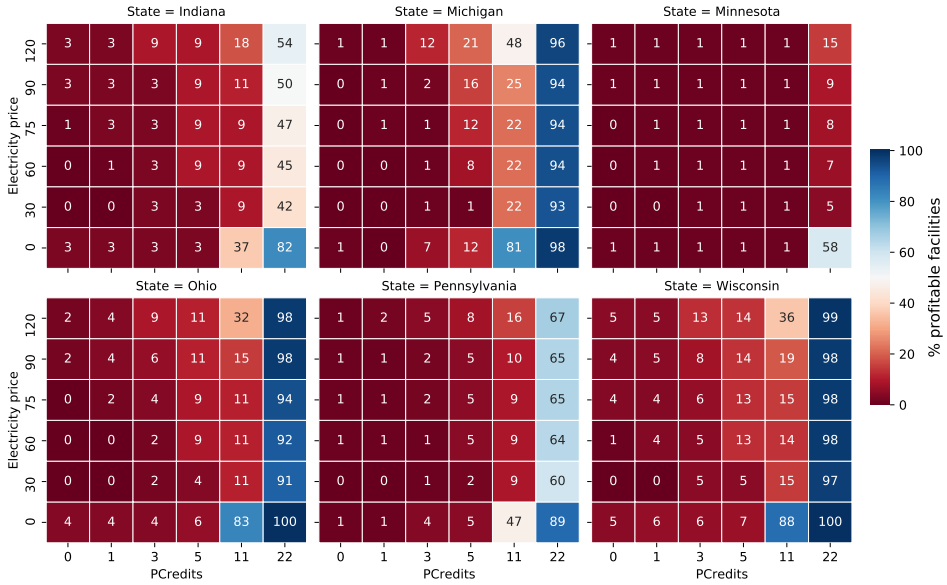 State = Indiana State = Michigan State = Minnesota
120 3 3 9 9 18 54 1 1 12 21 48 96 1 1 1 1 1 15
90 3 3 3 9 11 50 1 1 2 16 25 94 1 1 1 1 1 9
75 1 3 3 9 9 47 0 1 1 12 22 94 0 1 1 1 1 8
60 0 1 3 9 9 45 0 0 1 8 22 94 0 1 1 1 1 7
30 0 0 3 3 9 42 0 0 1 1 22 93 0 0 1 1 1 5
0 3 3 3 3 37 82 1 0 7 12 81 98 1 1 1 1 1 58
Electricity price
State = Ohio State = Pennsylvania State = Wisconsin
120 2 4 9 11 32 98 1 2 5 8 16 67 5 5 13 14 36 99
90 2 4 6 11 15 98 1 1 2 5 10 65 4 5 8 14 19 98
75 0 2 4 9 11 94 1 1 2 5 9 65 4 4 6 13 15 98
60 0 0 2 9 11 92 1 1 1 5 9 64 1 4 5 13 14 98
30 0 0 2 4 11 91 0 0 1 2 9 60 0 0 5 5 15 97
0 4 4 4 6 83 100 1 1 4 5 47 89 5 6 6 7 88 100
Electricity price
0 1 3 5 11 22 0 1 3 5 11 22 0 1 3 5 11 22
PCredits PCredits PCredits
100
80
60
40
20
0
% profitable facilities